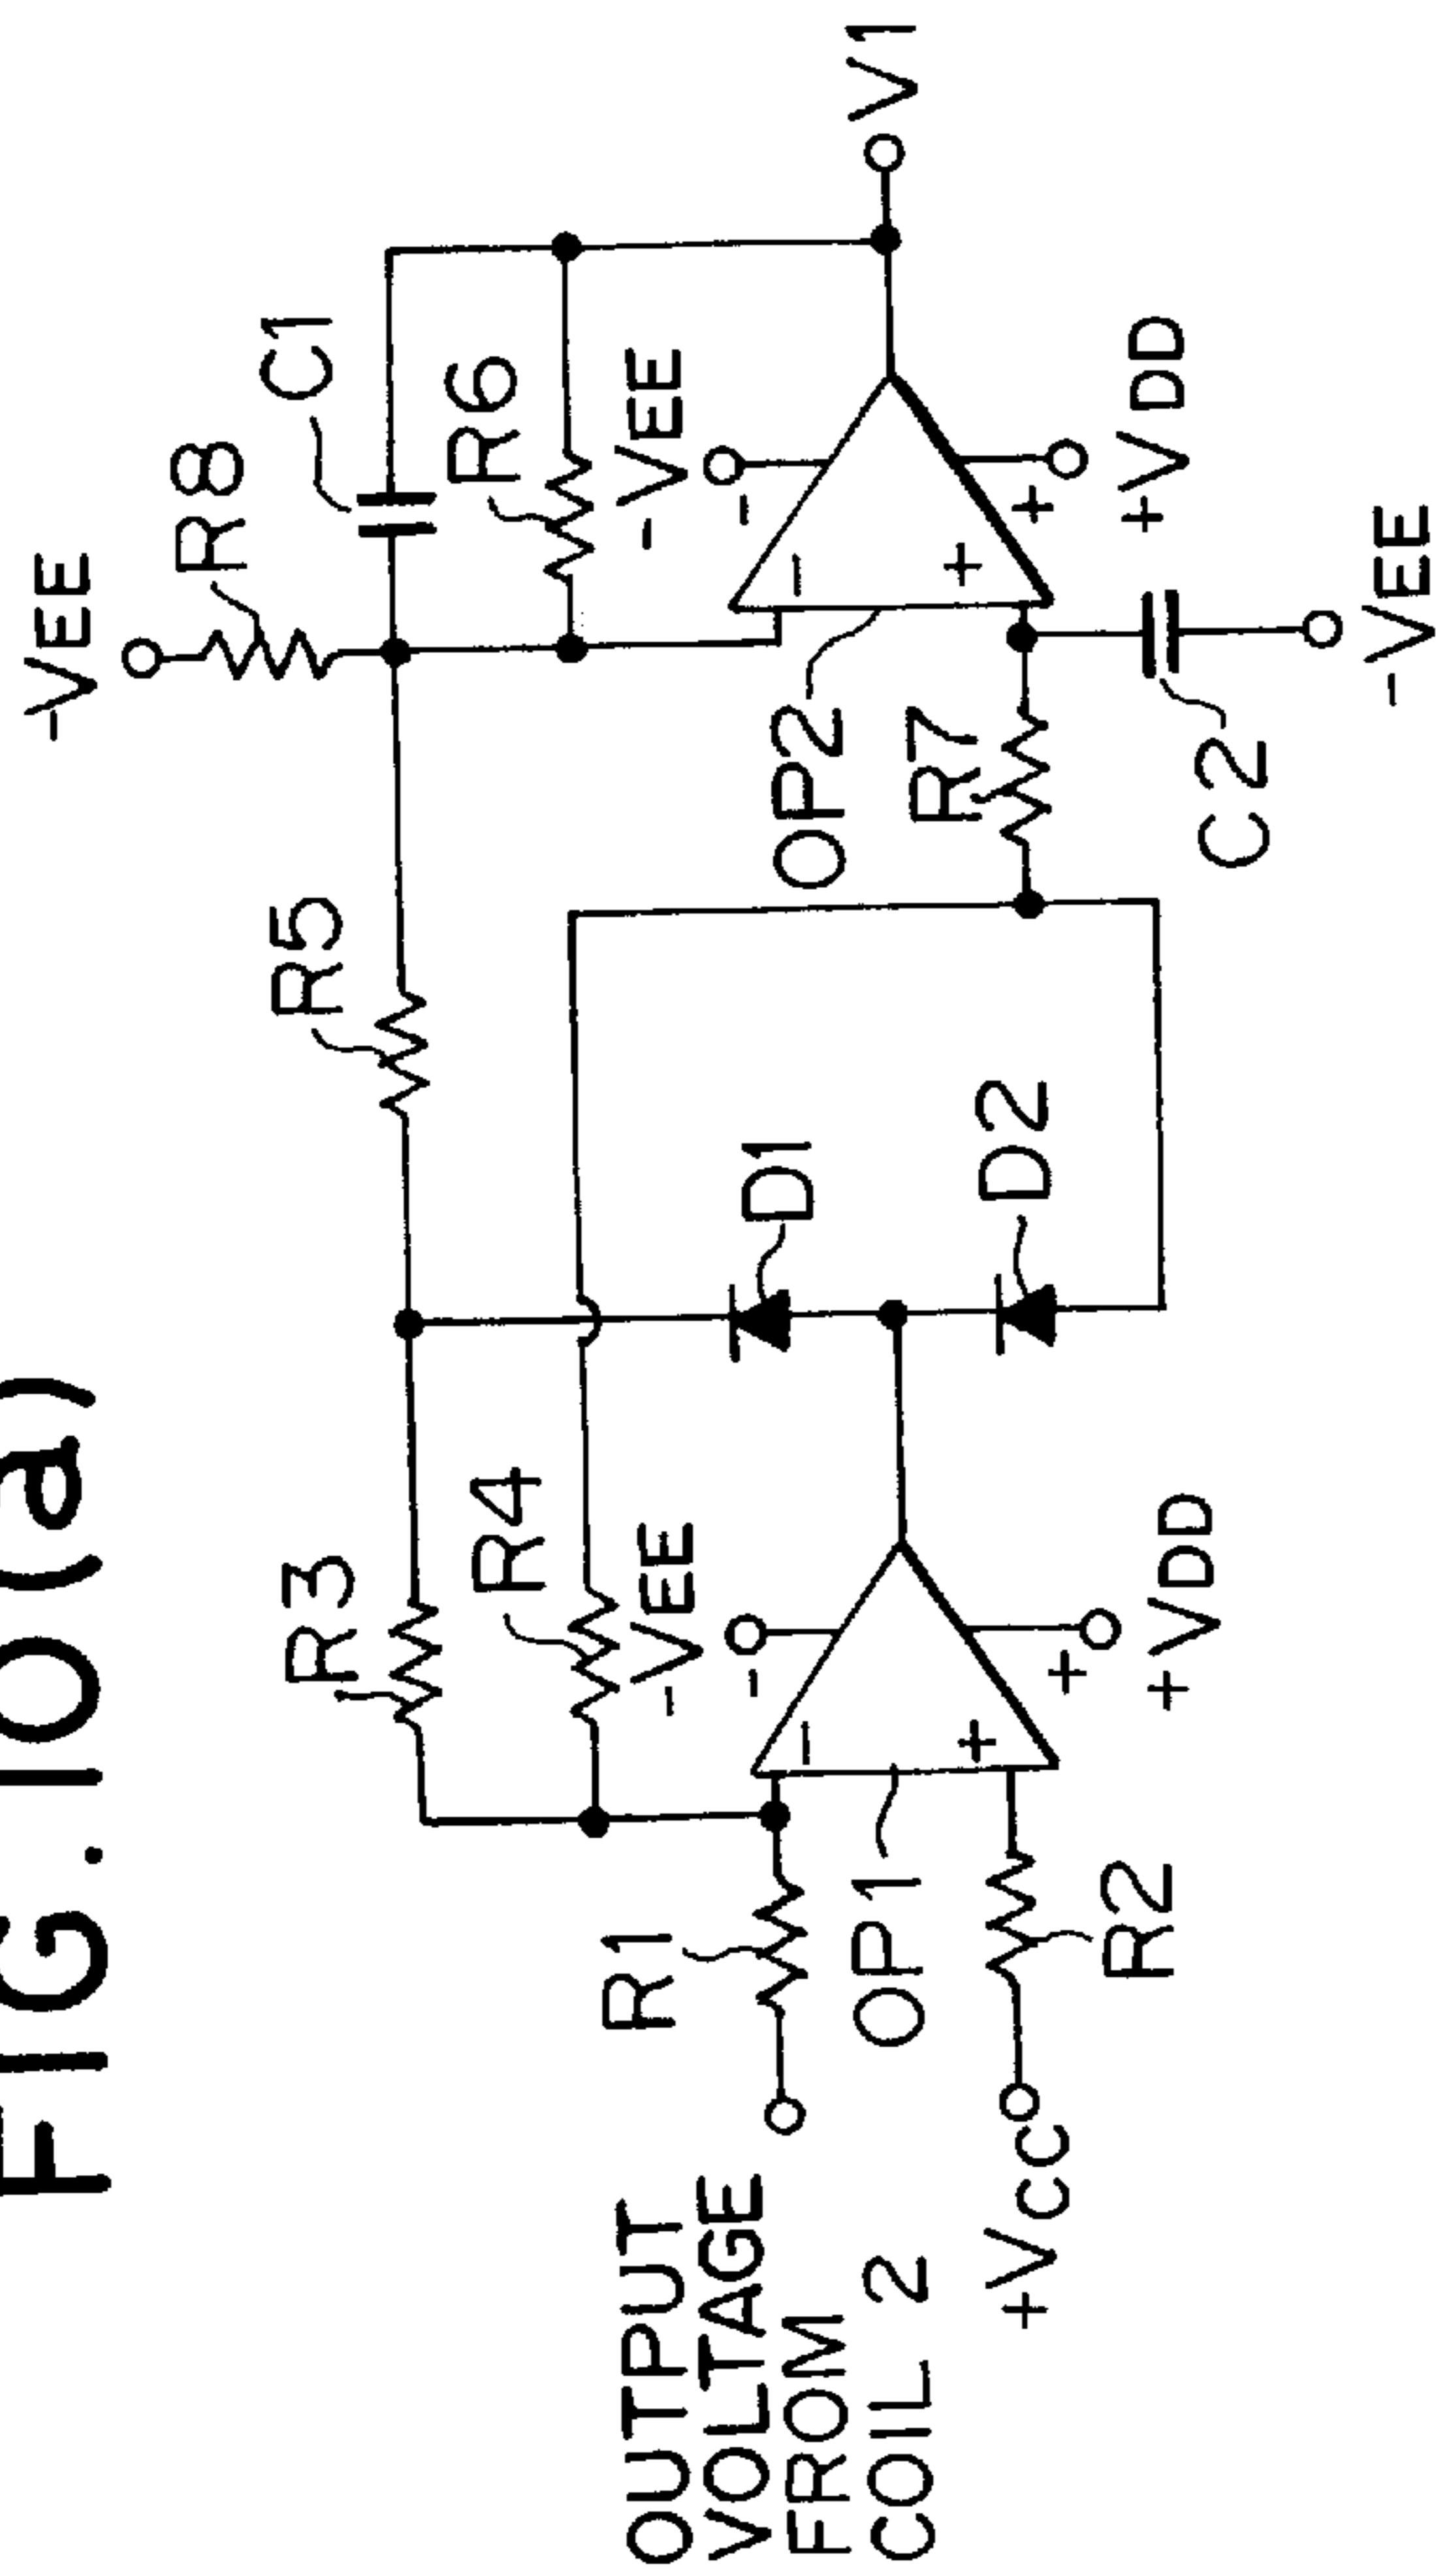 FIG. 10 (a)
-VEE
R8
C1
R3
R5
R6
R4
-VEE
-VEE
V1
R1
D1
OP2
OUTPUT
VOLTAGE
FROM
COIL 2
-
-
-
-
OP1
+
+
+
+
D2
R7
+VCC
R2
+VDD
+VDD
C2
-VEE